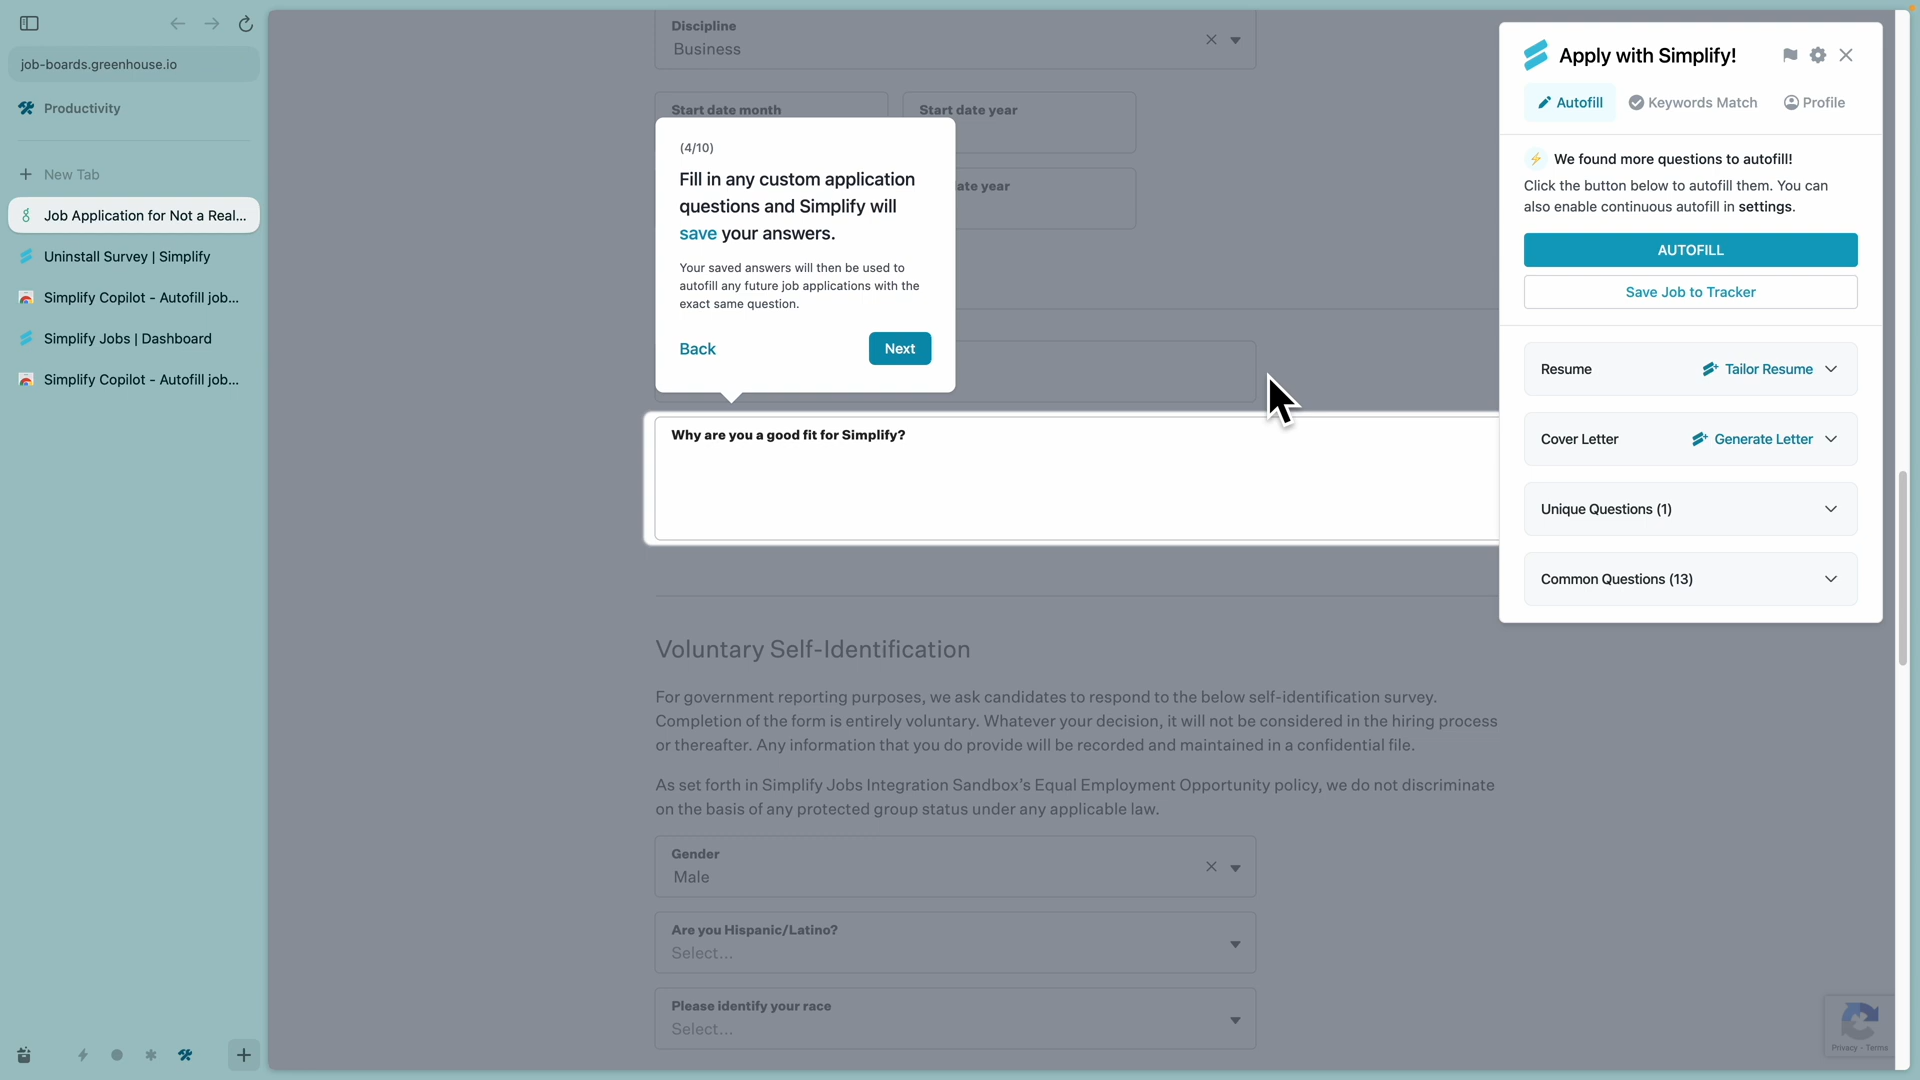 job-boards.greenhouse.io
Productivity
New Tab
Job Application for Not a Real...
Uninstall Survey | Simplify
Simplify Copilot - Autofill job...
Simplify Jobs | Dashboard
Simplify Copilot - Autofill job...
Discipline
Business
Start date month
Start date year
ate year
(4/10)
Fill in any custom application
questions and Simplify will
save your answers.
Your saved answers will then be used to
autofill any future job applications with the
exact same question.
Back
Next
Why are you a good fit for Simplify?
Voluntary Self-Identification
For government reporting purposes, we ask candidates to respond to the below self-identification survey.
Completion of the form is entirely voluntary. Whatever your decision, it will not be considered in the hiring process
or thereafter. Any information that you do provide will be recorded and maintained in a confidential file.
As set forth in Simplify Jobs Integration Sandbox's Equal Employment Opportunity policy, we do not discriminate
on the basis of any protected group status under any applicable law.
Gender
Male
Are you Hispanic/Latino?
Select...
Please identify your race
Select...
Apply with Simplify!
Autofill
Keywords Match
Profile
We found more questions to autofill!
Click the button below to autofill them. You can
also enable continuous autofill in settings.
AUTOFILL
Save Job to Tracker
Resume
Tailor Resume
Cover Letter
Generate Letter
Unique Questions (1)
Common Questions (13)
Privacy - Terms